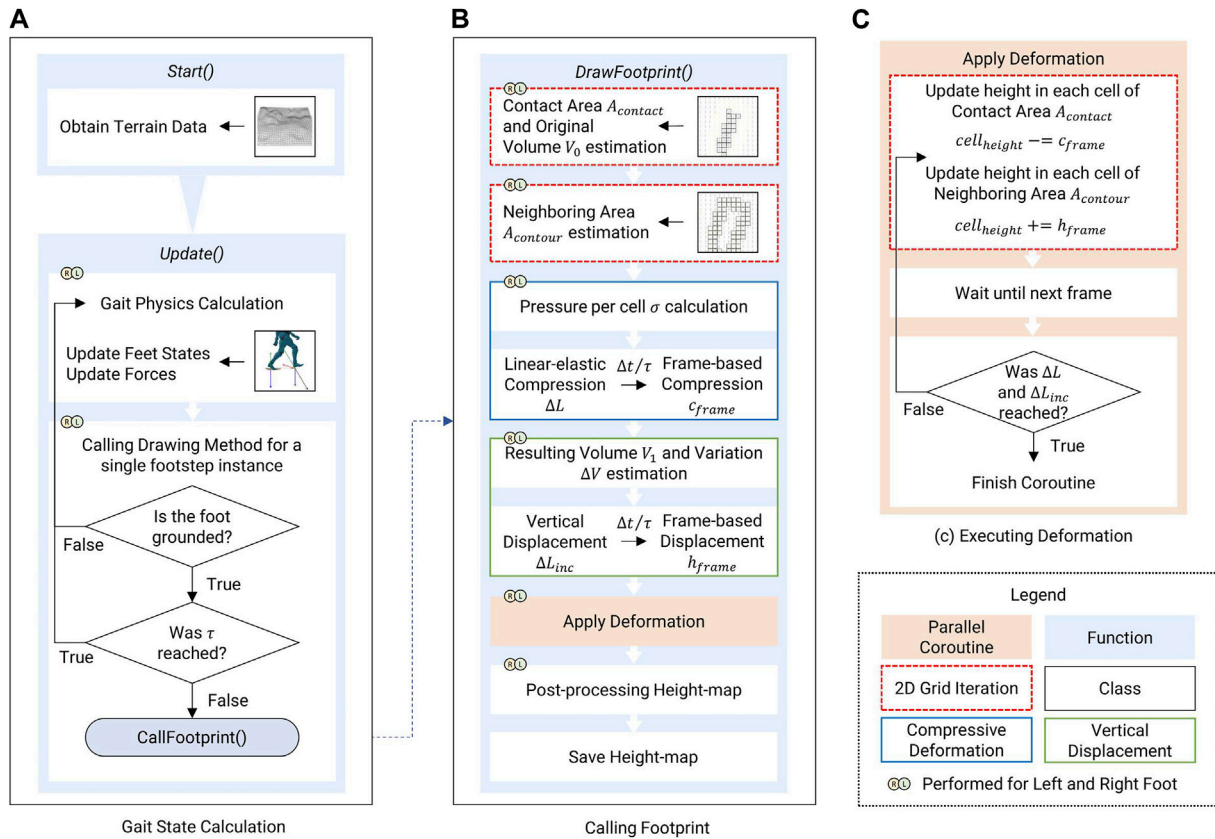 A
Start()
Obtain Terrain Data
Update()
R L
Gait Physics Calculation
Update Feet States
Update Forces
R L
Calling Drawing Method for a
single footstep instance
Is the foot
grounded?
False
True
Was τ
reached?
True
False
CallFootprint()
Gait State Calculation
B
DrawFootprint()
R L
Contact Area A_contact
and Original
Volume V_0 estimation
R L
Neighboring Area
A_contour estimation
R L
Pressure per cell σ calculation
Linear-elastic
Compression
ΔL
Δt/τ
Frame-based
Compression
c_frame
R L
Resulting Volume V_1 and Variation
ΔV estimation
Vertical
Displacement
ΔL_inc
Δt/τ
Frame-based
Displacement
h_frame
R L
Apply Deformation
R L
Post-processing Height-map
Save Height-map
Calling Footprint
C
Apply Deformation
Update height in each cell of
Contact Area A_contact
cell_height −= c_frame
Update height in each cell of
Neighboring Area A_contour
cell_height += h_frame
Wait until next frame
Was ΔL
and ΔL_inc
reached?
False
True
Finish Coroutine
(c) Executing Deformation
Legend
Parallel
Coroutine
Function
2D Grid Iteration
Class
Compressive
Deformation
Vertical
Displacement
R L Performed for Left and Right Foot